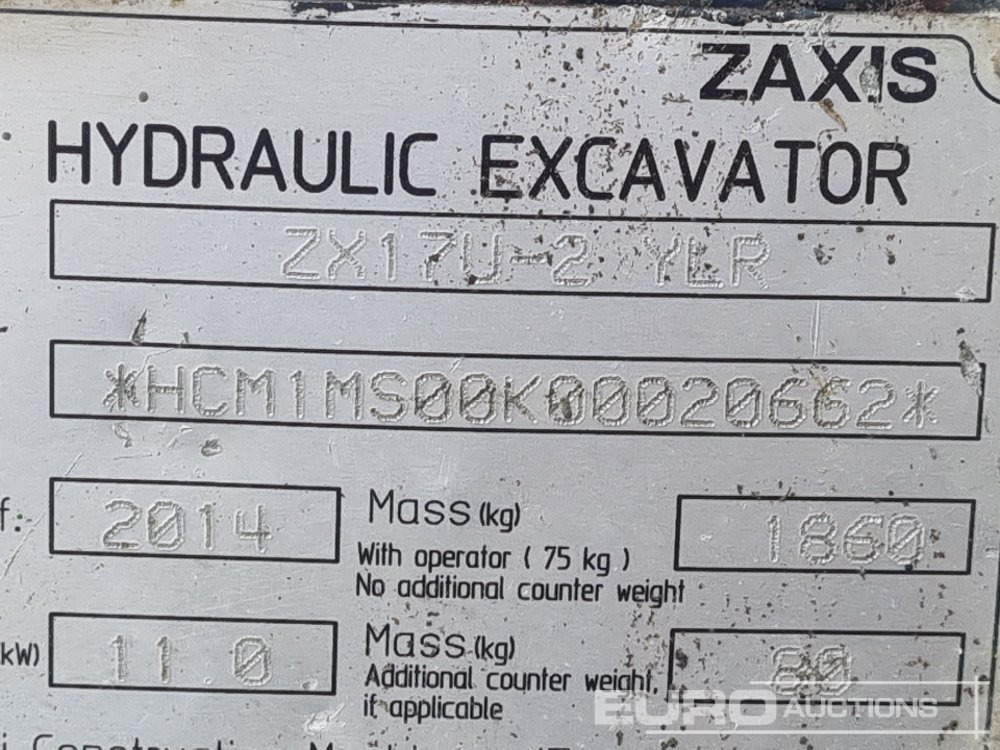 ZAXIS
HYDRAULIC EXCAVATOR
ZX17U-2 YLR
*HCM1MS00K00020662*
f.: 2014 Mass (kg) 1860
With operator ( 75 kg )
No additional counter weight
kW) 11.0 Mass (kg) 80
Additional counter weight,
if applicable
EURO AUCTIONS